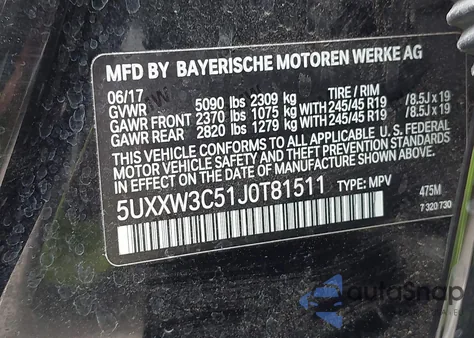 MFD BY BAYERISCHE MOTOREN WERKE AG
06/17 TIRE / RIM
GVWR 5090 lbs 2309 kg
GAWR FRONT 2370 lbs 1075 kg WITH 245/45 R19 /8.5J x 19
GAWR REAR 2820 lbs 1279 kg WITH 245/45 R19 /8.5J x 19
THIS VEHICLE CONFORMS TO ALL APPLICABLE U.S. FEDERAL
MOTOR VEHICLE SAFETY AND THEFT PREVENTION STANDARDS
IN EFFECT ON THE DATE OF MANUFACTURE SHOWN ABOVE.
5UXXW3C51J0T81511 TYPE: MPV 475M
7 320 730
autoSnap